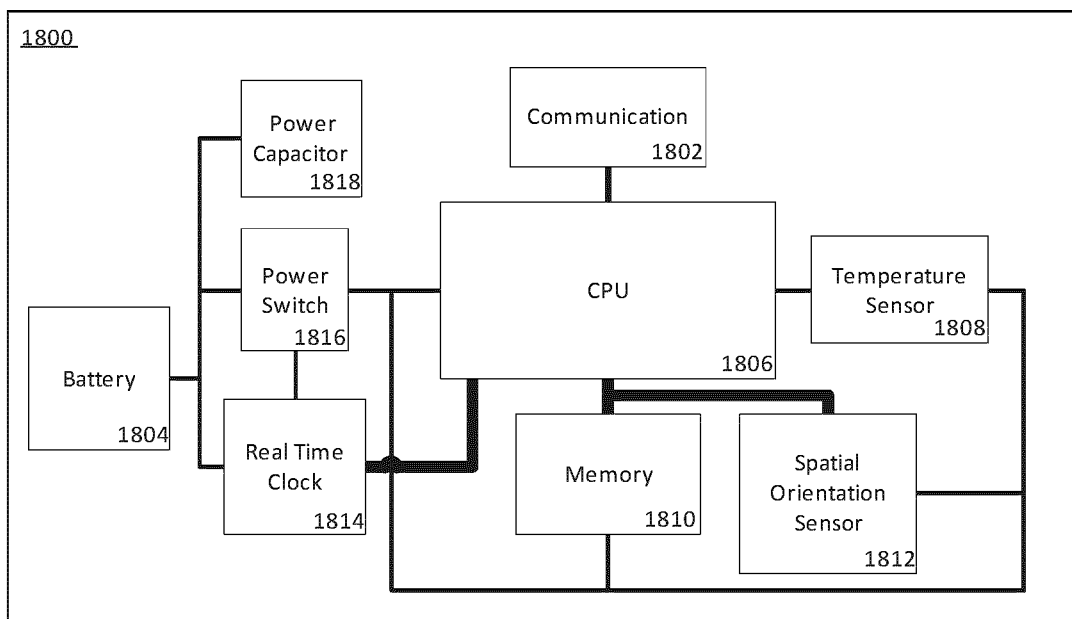 1800
Power
Capacitor
1818
Communication
1802
Power
Switch
1816
CPU
1806
Temperature
Sensor
1808
Battery
1804
Real Time
Clock
1814
Memory
1810
Spatial
Orientation
Sensor
1812